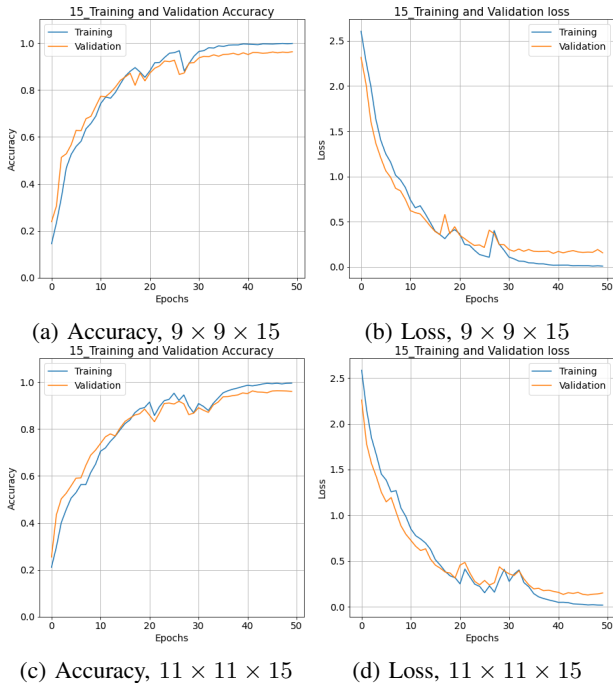 15_Training and Validation Accuracy
Training
Validation
Accuracy
1.0
0.8
0.6
0.4
0.2
0.0
0 10 20 30 40 50
Epochs
(a) Accuracy, 9 × 9 × 15
15_Training and Validation loss
Training
Validation
Loss
2.5
2.0
1.5
1.0
0.5
0.0
0 10 20 30 40 50
Epochs
(b) Loss, 9 × 9 × 15
15_Training and Validation Accuracy
Training
Validation
Accuracy
1.0
0.8
0.6
0.4
0.2
0.0
0 10 20 30 40 50
Epochs
(c) Accuracy, 11 × 11 × 15
15_Training and Validation loss
Training
Validation
Loss
2.5
2.0
1.5
1.0
0.5
0.0
0 10 20 30 40 50
Epochs
(d) Loss, 11 × 11 × 15